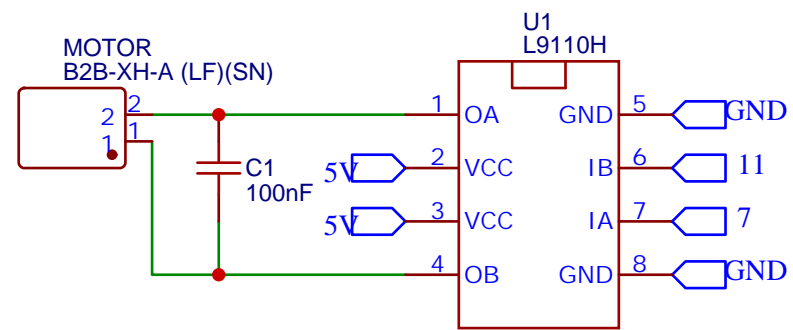 MOTOR
B2B-XH-A (LF)(SN)
2
1
2
1
C1
100nF
U1
L9110H
1
OA
5V
2
VCC
5V
3
VCC
4
OB
GND
5
GND
IB
6
11
IA
7
7
GND
8
GND